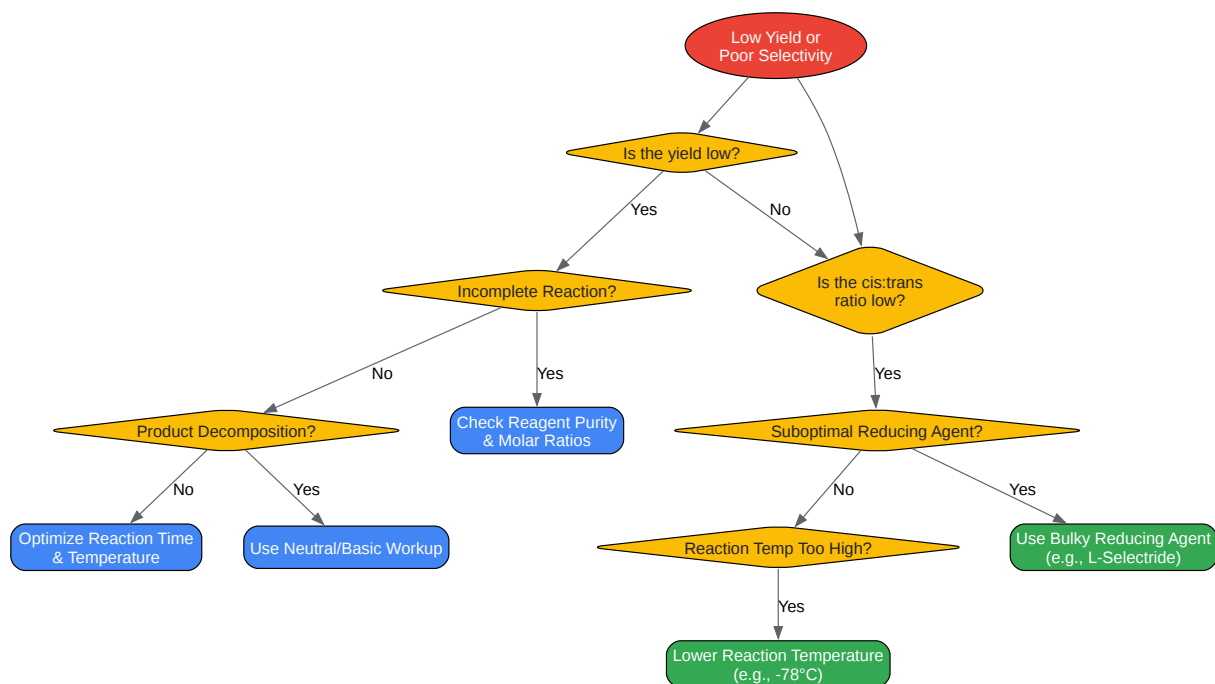 Low Yield or
Poor Selectivity
Is the yield low?
Yes
No
Incomplete Reaction?
Is the cis:trans
ratio low?
No
Yes
Yes
Product Decomposition?
Check Reagent Purity
& Molar Ratios
Suboptimal Reducing Agent?
No
Yes
No
Yes
Optimize Reaction Time
& Temperature
Use Neutral/Basic Workup
Reaction Temp Too High?
Use Bulky Reducing Agent
(e.g., L-Selectride)
Yes
Lower Reaction Temperature
(e.g., -78°C)